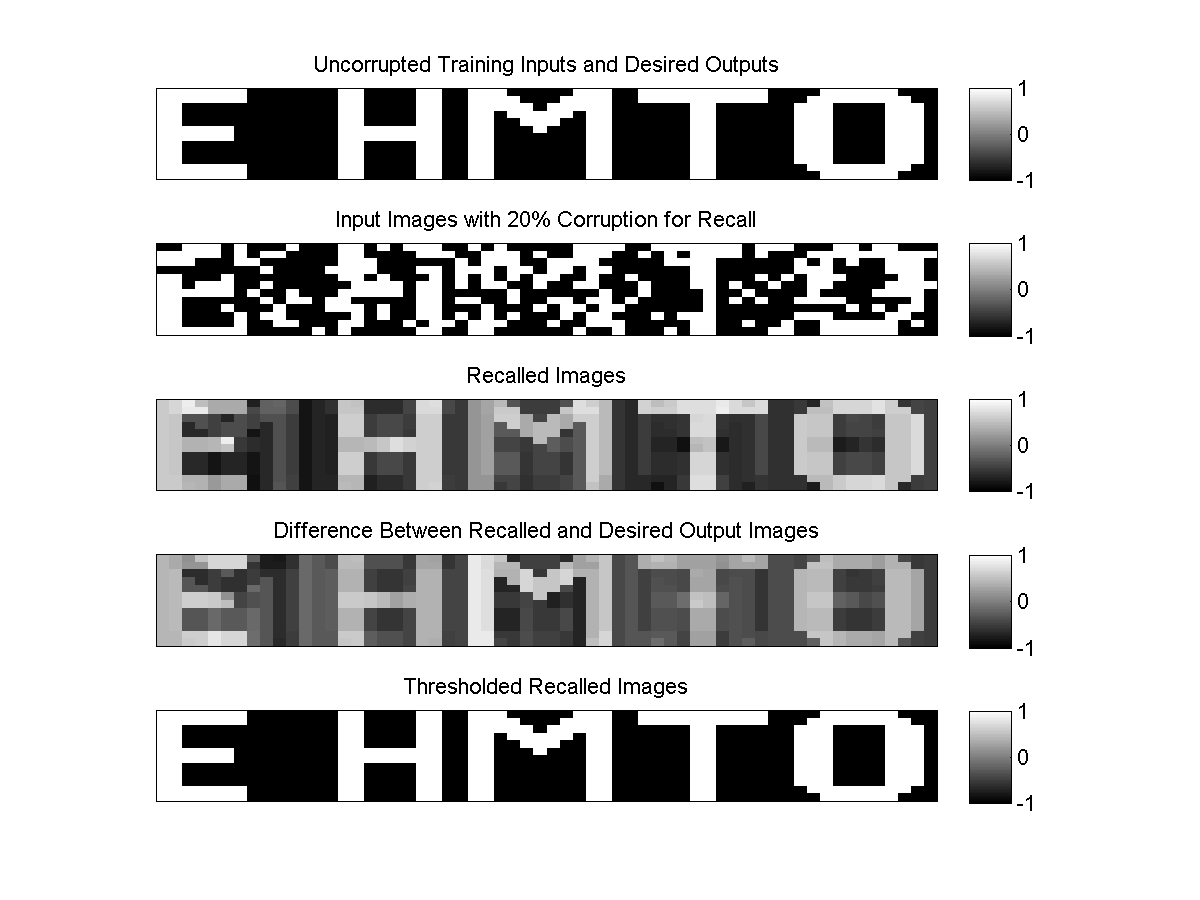 Uncorrupted Training Inputs and Desired Outputs
E H M T O
1
0
-1
Input Images with 20% Corruption for Recall
1
0
-1
Recalled Images
E H M T O
1
0
-1
Difference Between Recalled and Desired Output Images
E H M T O
1
0
-1
Thresholded Recalled Images
E H M T O
1
0
-1